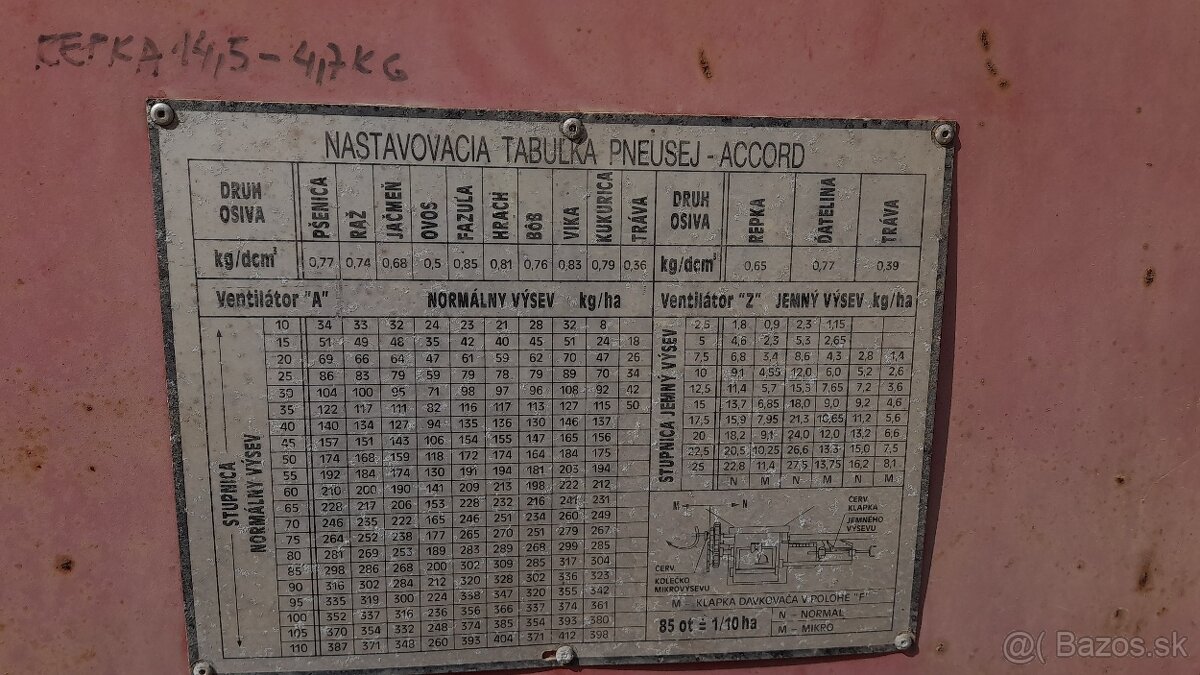 REPKA 14,5 - 4,7 KG
NASTAVOVACIA TABUĽKA PNEUSEJ - ACCORD
DRUH OSIVA PŠENICA RAŽ JAČMEŇ OVOS FAZUĽA HRACH BÔB VIKA KUKURICA TRÁVA DRUH OSIVA REPKA ĎATELINA TRÁVA
kg/dcm³ 0,77 0,74 0,68 0,5 0,85 0,81 0,76 0,83 0,79 0,36 kg/dcm³ 0,65 0,77 0,39
Ventilátor "A" NORMÁLNY VÝSEV kg/ha Ventilátor "Z" JEMNÝ VÝSEV kg/ha
STUPNICA NORMÁLNY VÝSEV
10 34 33 32 24 23 21 28 32 8
15 51 49 48 35 42 40 45 51 24 18
20 69 66 64 47 61 59 62 70 47 26
25 86 83 79 59 79 78 79 89 70 34
30 104 100 95 71 98 97 96 108 92 42
35 122 117 111 82 116 117 113 127 115 50
40 140 134 127 94 135 136 130 146 137
45 157 151 143 106 154 155 147 165 156
50 174 168 159 118 172 174 164 184 175
55 192 184 174 130 191 194 181 203 194
60 210 200 190 141 209 213 198 222 212
65 228 217 206 153 228 232 216 241 231
70 246 235 222 165 246 251 234 260 249
75 264 252 238 177 265 270 251 279 267
80 281 269 253 189 283 289 268 299 285
85 298 286 268 200 302 309 285 317 304
90 316 302 284 212 320 328 302 336 323
95 335 319 300 224 338 347 320 355 342
100 352 337 316 236 356 366 337 374 361
105 370 354 332 248 374 385 354 393 380
110 387 371 348 260 393 404 371 412 398
STUPNICA JEMNÝ VÝSEV
2,5 1,8 0,9 2,3 1,15
5 4,6 2,3 5,3 2,65
7,5 6,8 3,4 8,6 4,3 2,8 1,4
10 9,1 4,55 12,0 6,0 5,2 2,6
12,5 11,4 5,7 15,3 7,65 7,2 3,6
15 13,7 6,85 18,0 9,0 9,2 4,6
17,5 15,9 7,95 21,3 10,65 11,2 5,6
20 18,2 9,1 24,0 12,0 13,2 6,6
22,5 20,5 10,25 26,6 13,3 15,0 7,5
25 22,8 11,4 27,5 13,75 16,2 8,1
N M N M N M
M N
ČERV. KLAPKA
JEMNÉHO VÝSEVU
ČERV.
KOLEČKO
MIKROVÝSEVU
M – KLAPKA DÁVKOVAČA V POLOHE "F"
85 ot = 1/10 ha
N – NORMAL
M – MIKRO
@( Bazos.sk